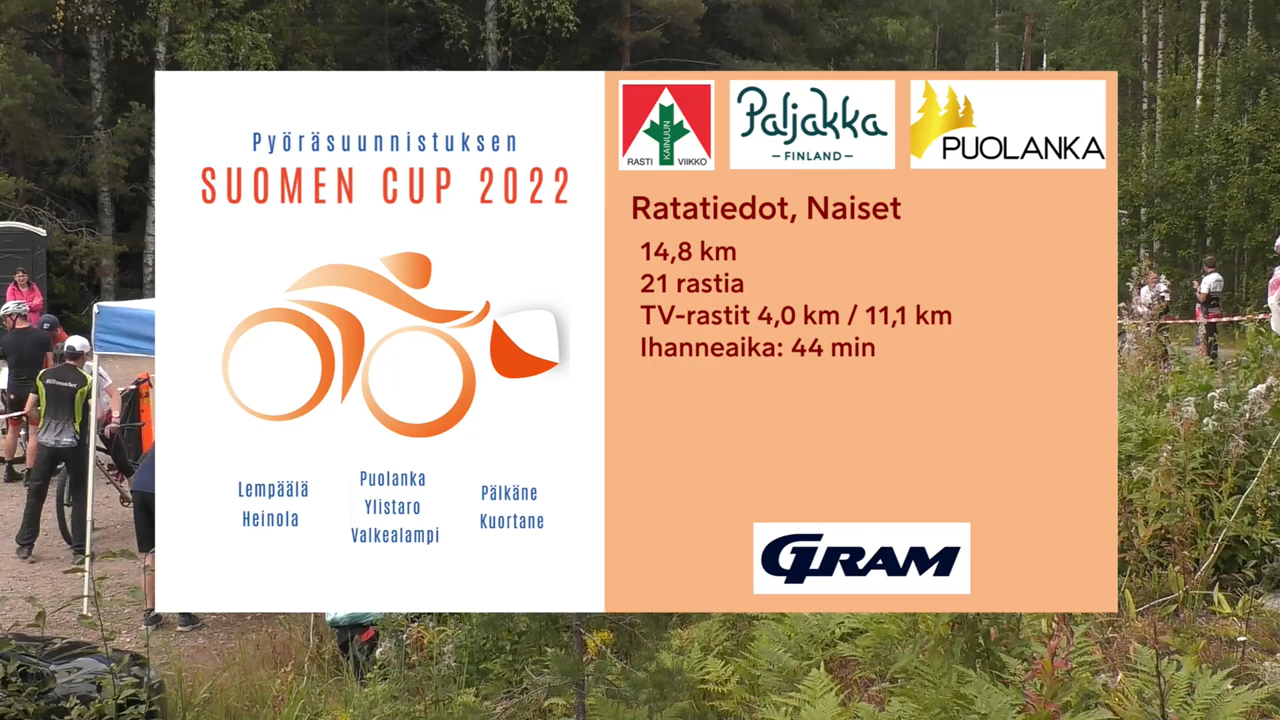 Pyöräsuunnistuksen
SUOMEN CUP 2022
Lempäälä
Heinola
Puolanka
Ylistaro
Valkealampi
Pälkäne
Kuortane
KAINUUN
RASTI VIIKKO
Paljakka
–FINLAND–
PUOLANKA
Ratatiedot, Naiset
14,8 km
21 rastia
TV-rastit 4,0 km / 11,1 km
Ihanneaika: 44 min
GRAM